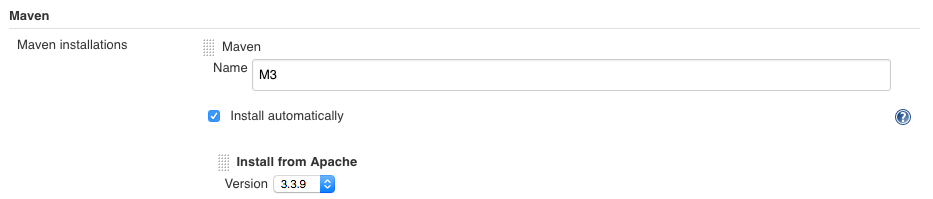 Maven
Maven installations
Maven
Name M3
Install automatically
?
Install from Apache
Version 3.3.9